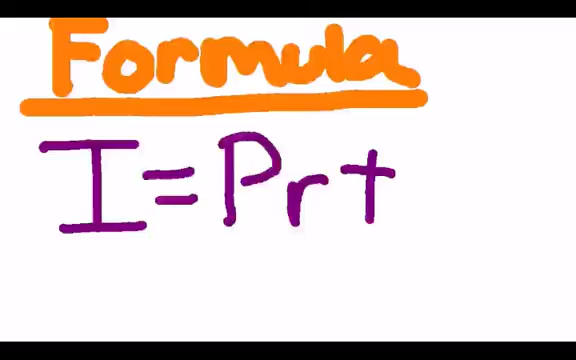 Formula
I = Prt